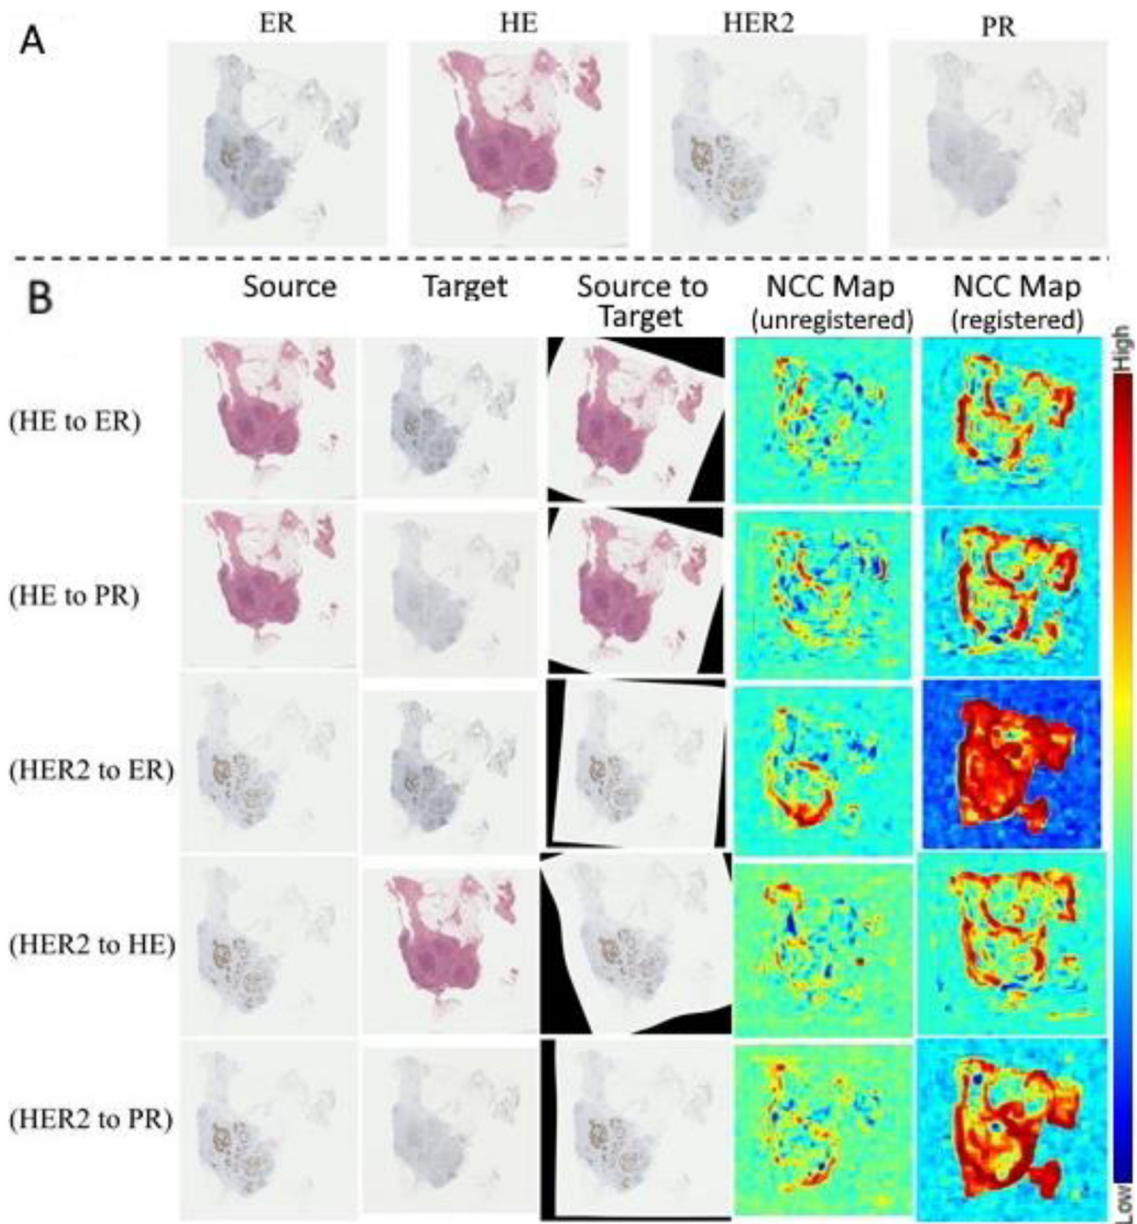 A
ER
HE
HER2
PR
B
Source
Target
Source to
Target
NCC Map
(unregistered)
NCC Map
(registered)
High
(HE to ER)
(HE to PR)
(HER2 to ER)
(HER2 to HE)
(HER2 to PR)
Low